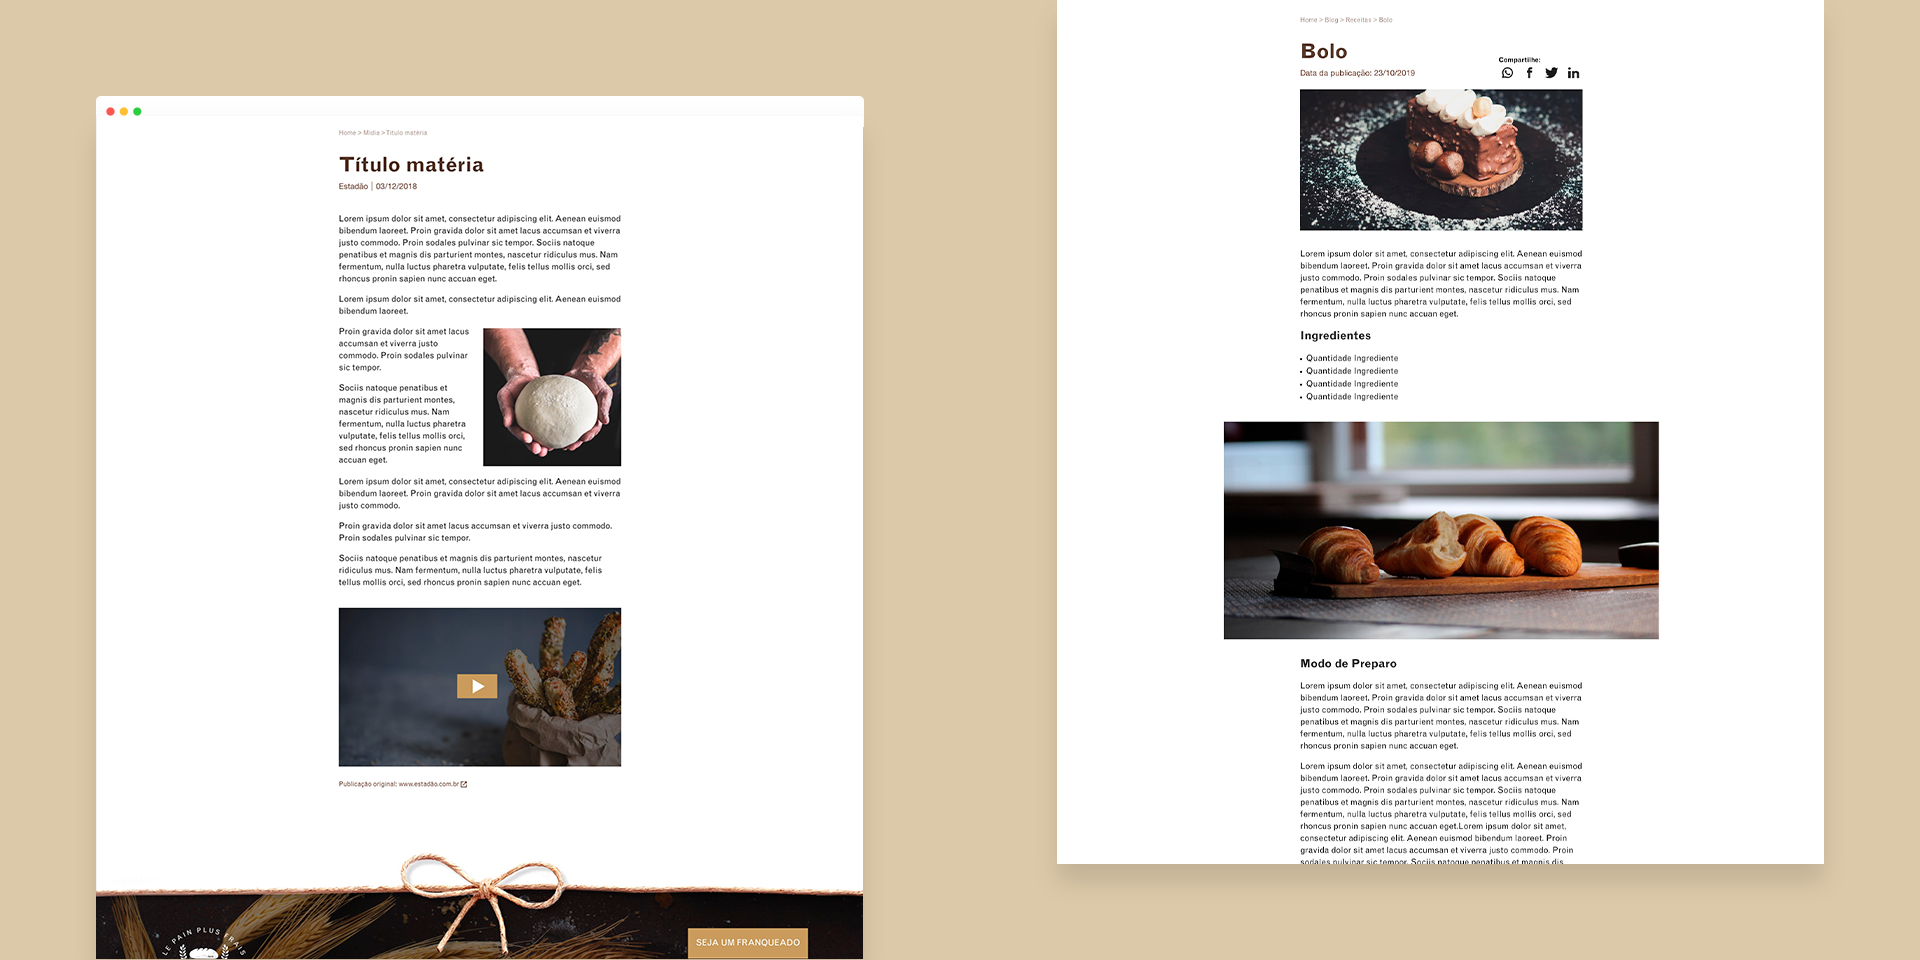 Home > Mídia > Título matéria
Título matéria
Estadão | 03/12/2018
Lorem ipsum dolor sit amet, consectetur adipiscing elit. Aenean euismod
bibendum laoreet. Proin gravida dolor sit amet lacus accumsan et viverra
justo commodo. Proin sodales pulvinar sic tempor. Sociis natoque
penatibus et magnis dis parturient montes, nascetur ridiculus mus. Nam
fermentum, nulla luctus pharetra vulputate, felis tellus mollis orci, sed
rhoncus pronin sapien nunc accuan eget.
Lorem ipsum dolor sit amet, consectetur adipiscing elit. Aenean euismod
bibendum laoreet.
Proin gravida dolor sit amet lacus
accumsan et viverra justo
commodo. Proin sodales pulvinar
sic tempor.
Sociis natoque penatibus et
magnis dis parturient montes,
nascetur ridiculus mus. Nam
fermentum, nulla luctus pharetra
vulputate, felis tellus mollis orci,
sed rhoncus pronin sapien nunc
accuan eget.
Lorem ipsum dolor sit amet, consectetur adipiscing elit. Aenean euismod
bibendum laoreet. Proin gravida dolor sit amet lacus accumsan et viverra
justo commodo.
Proin gravida dolor sit amet lacus accumsan et viverra justo commodo.
Proin sodales pulvinar sic tempor.
Sociis natoque penatibus et magnis dis parturient montes, nascetur
ridiculus mus. Nam fermentum, nulla luctus pharetra vulputate, felis
tellus mollis orci, sed rhoncus pronin sapien nunc accuan eget.
Publicação original: www.estadão.com.br
LE PAIN PLUS FRAIS
SEJA UM FRANQUEADO
Home > Blog > Receitas > Bolo
Bolo
Data da publicação: 23/10/2019
Compartilhe:
Lorem ipsum dolor sit amet, consectetur adipiscing elit. Aenean euismod
bibendum laoreet. Proin gravida dolor sit amet lacus accumsan et viverra
justo commodo. Proin sodales pulvinar sic tempor. Sociis natoque
penatibus et magnis dis parturient montes, nascetur ridiculus mus. Nam
fermentum, nulla luctus pharetra vulputate, felis tellus mollis orci, sed
rhoncus pronin sapien nunc accuan eget.
Ingredientes
• Quantidade Ingrediente
• Quantidade Ingrediente
• Quantidade Ingrediente
• Quantidade Ingrediente
Modo de Preparo
Lorem ipsum dolor sit amet, consectetur adipiscing elit. Aenean euismod
bibendum laoreet. Proin gravida dolor sit amet lacus accumsan et viverra
justo commodo. Proin sodales pulvinar sic tempor. Sociis natoque
penatibus et magnis dis parturient montes, nascetur ridiculus mus. Nam
fermentum, nulla luctus pharetra vulputate, felis tellus mollis orci, sed
rhoncus pronin sapien nunc accuan eget.
Lorem ipsum dolor sit amet, consectetur adipiscing elit. Aenean euismod
bibendum laoreet. Proin gravida dolor sit amet lacus accumsan et viverra
justo commodo. Proin sodales pulvinar sic tempor. Sociis natoque
penatibus et magnis dis parturient montes, nascetur ridiculus mus. Nam
fermentum, nulla luctus pharetra vulputate, felis tellus mollis orci, sed
rhoncus pronin sapien nunc accuan eget.Lorem ipsum dolor sit amet,
consectetur adipiscing elit. Aenean euismod bibendum laoreet. Proin
gravida dolor sit amet lacus accumsan et viverra justo commodo. Proin
sodales pulvinar sic tempor. Sociis natoque penatibus et magnis dis